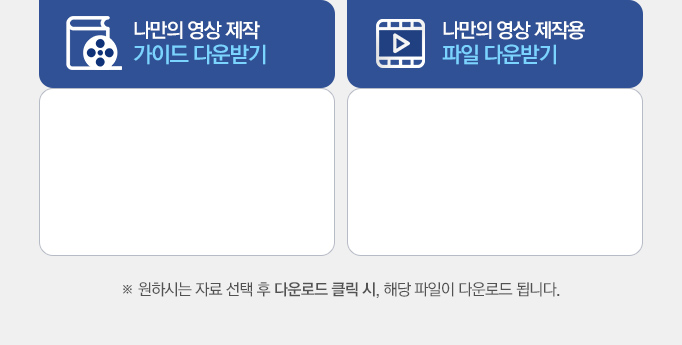 나만의 영상 제작
가이드 다운받기
나만의 영상 제작용
파일 다운받기
※ 원하시는 자료 선택 후 다운로드 클릭 시, 해당 파일이 다운로드 됩니다.